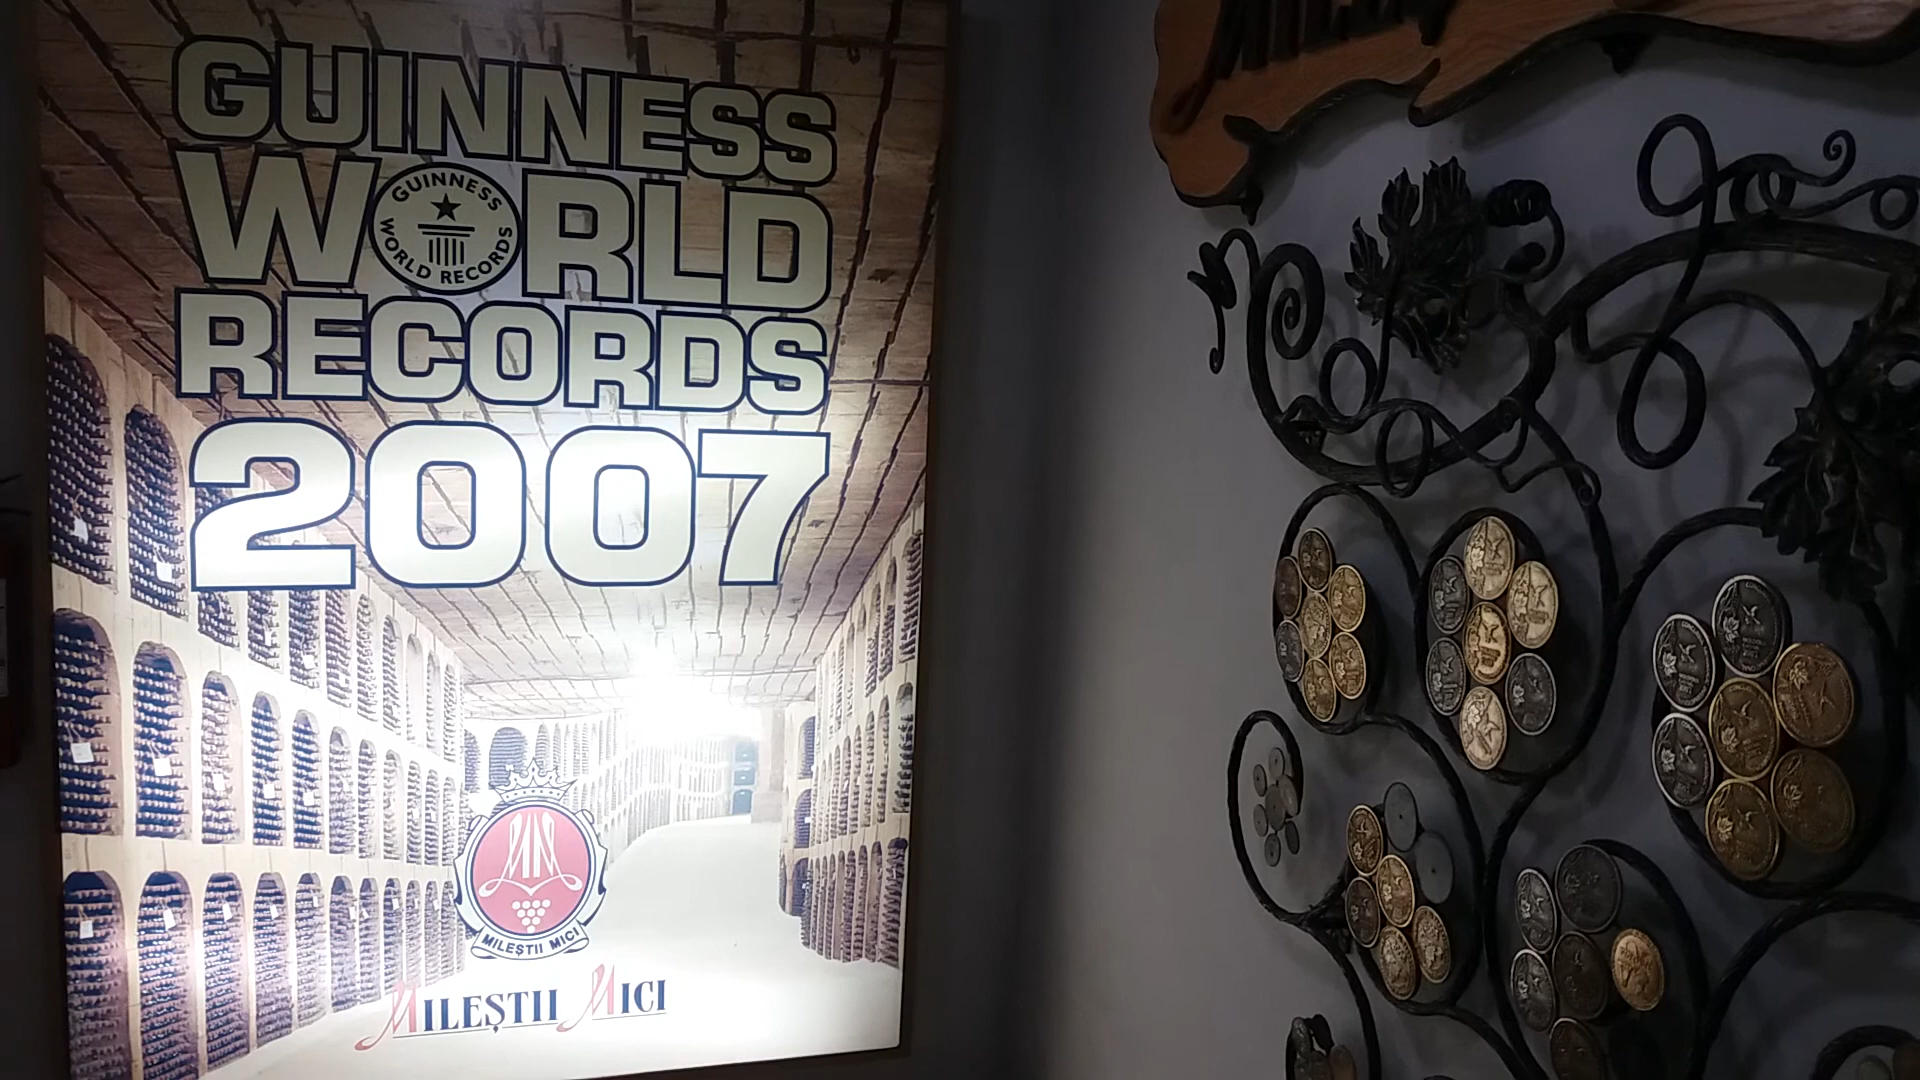 GUINNESS
WORLD
GUINNESS
WORLD RECORDS
RECORDS
2007
MILEȘTII MICI
MILEȘTII MICI